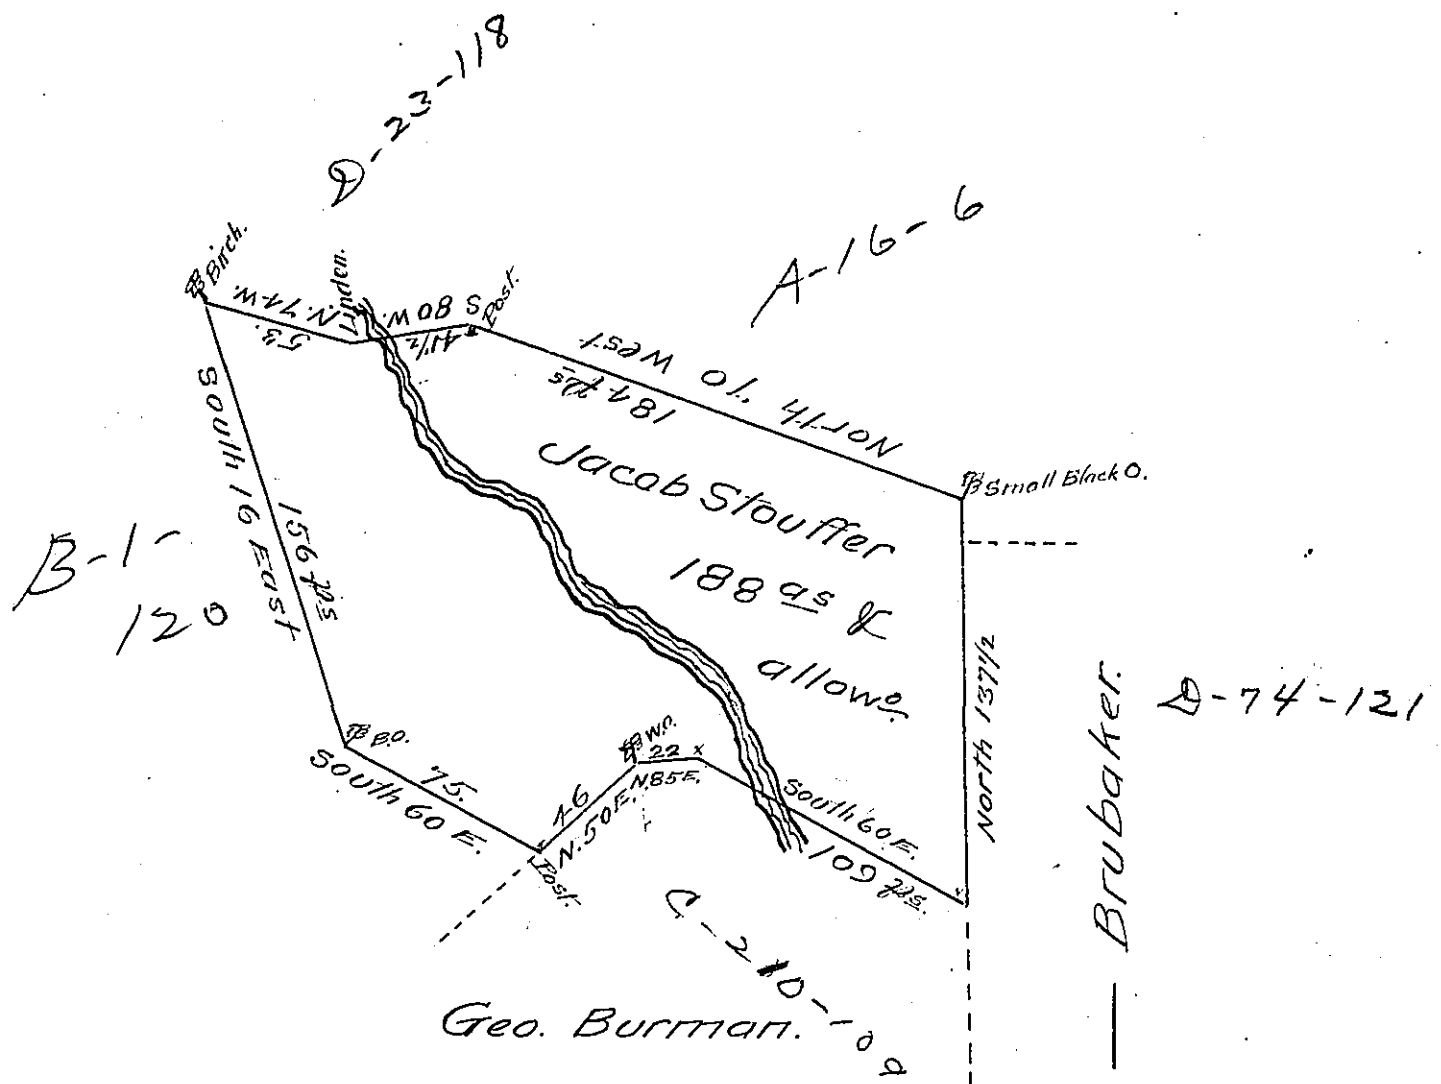 D-23-118
A-16-6
Birch.
N. 74 W.
53.
Linden.
S 80 W.
41 1/2
Post.
North 70 West
184 ps
Small Black O.
South 16 East
156 ps
Jacob Stouffer
188 as &
allowe.
B-1-
120
North 137 1/2
Brubaker.
D-74-121
B.O.
South 60 E.
75.
Post.
46
N. 50 E.
W.O.
22 x
N85E.
South 60 E.
109 ps.
Geo. Burman.